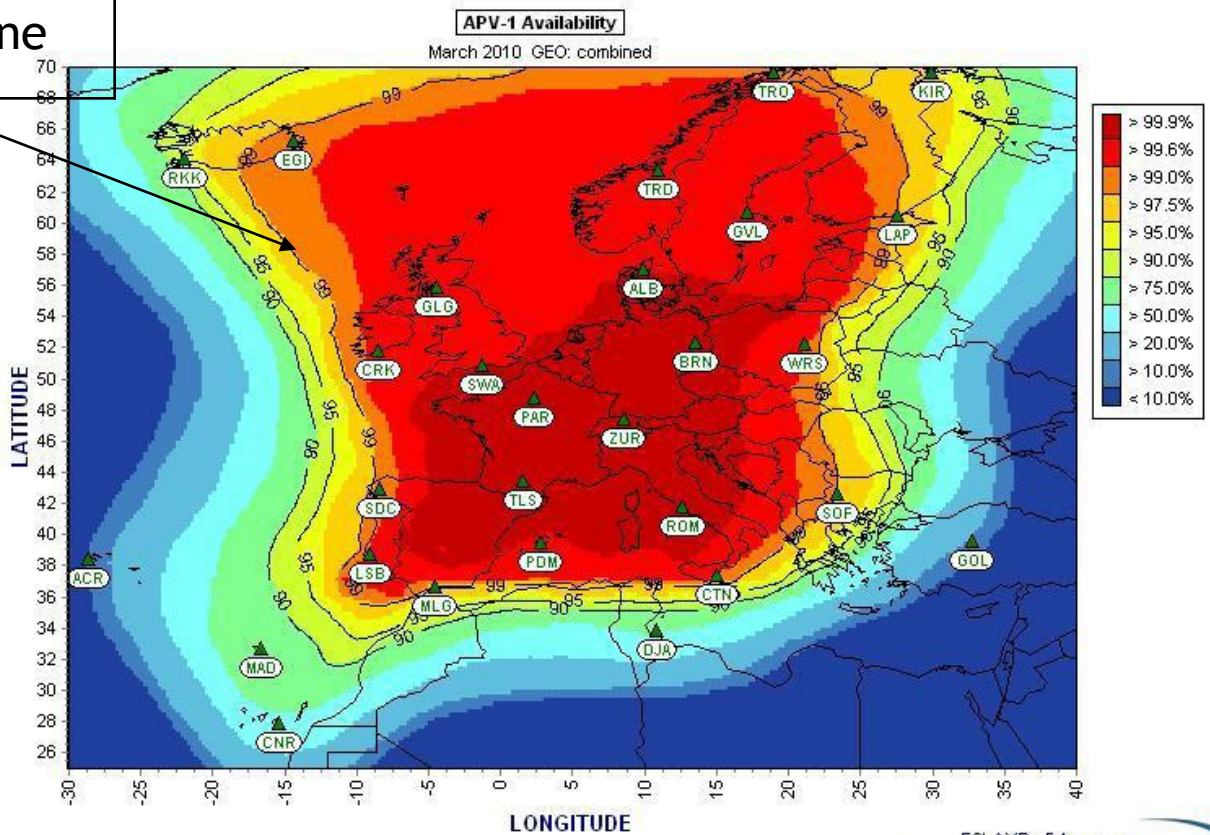 ne
APV-1 Availability
March 2010 GEO: combined
70
68
66
64
62
60
58
56
54
52
50
48
46
44
42
40
38
36
34
32
30
28
26
LATITUDE
99 99 95 90
TRO KIR
EGI
RKK
TRD
GVL LAP
ALB
GLG
CRK SWA BRN WRS
PAR
ZUR
SDC TLS ROM SOF
ACR LSB PDM GOL
MLG CTN
MAD DJA
CNR
> 99.9%
> 99.6%
> 99.0%
> 97.5%
> 95.0%
> 90.0%
> 75.0%
> 50.0%
> 20.0%
> 10.0%
< 10.0%
-30 -25 -20 -15 -10 -5 0 5 10 15 20 25 30 35 40
LONGITUDE